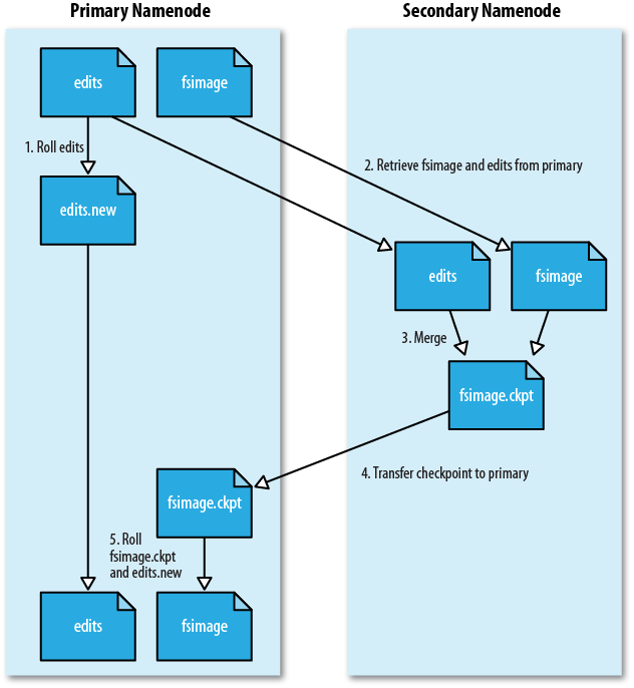 Primary Namenode
Secondary Namenode
edits
fsimage
1. Roll edits
2. Retrieve fsimage and edits from primary
edits.new
edits
fsimage
3. Merge
fsimage.ckpt
4. Transfer checkpoint to primary
fsimage.ckpt
5. Roll
fsimage.ckpt
and edits.new
edits
fsimage